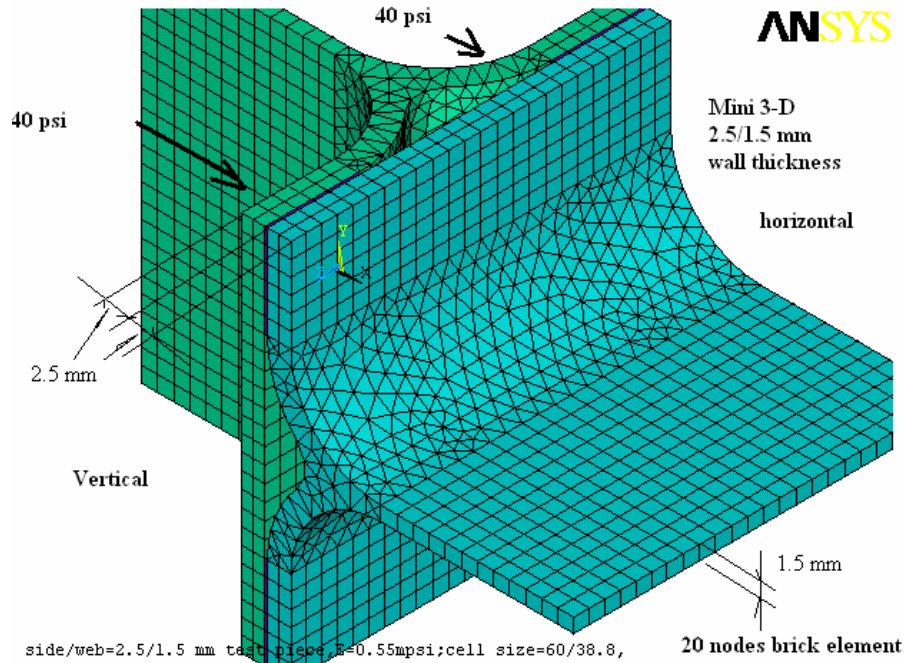 40 psi
ANSYS
40 psi
Mini 3-D
2.5/1.5 mm
wall thickness
horizontal
Y
X
2.5 mm
Vertical
1.5 mm
side/web=2.5/1.5 mm test piece,E=0.55mpsi;cell size=60/38.8,
20 nodes brick element